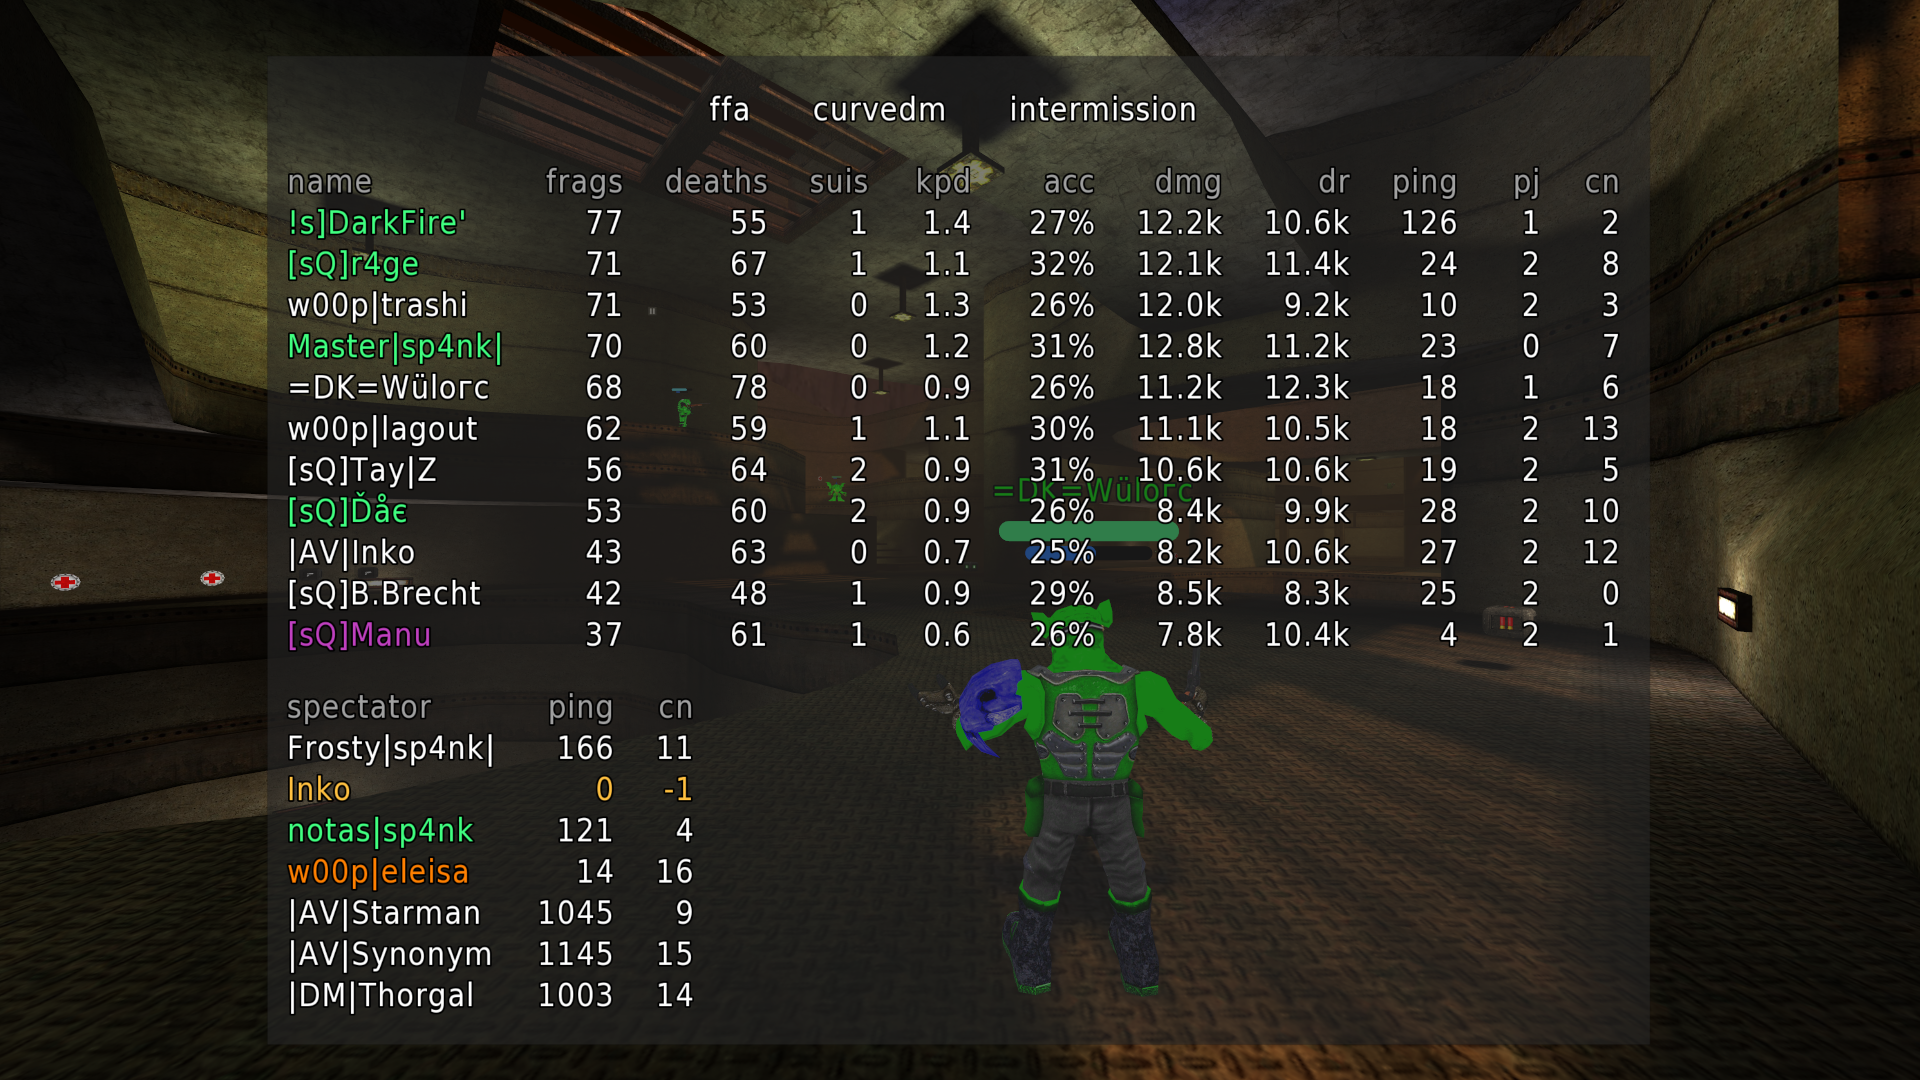 ffa curvedm intermission
name frags deaths suis kpd acc dmg dr ping pj cn
!s]DarkFire' 77 55 1 1.4 27% 12.2k 10.6k 126 1 2
[sQ]r4ge 71 67 1 1.1 32% 12.1k 11.4k 24 2 8
w00p|trashi 71 53 0 1.3 26% 12.0k 9.2k 10 2 3
Master|sp4nk| 70 60 0 1.2 31% 12.8k 11.2k 23 0 7
=DK=Wülorc 68 78 0 0.9 26% 11.2k 12.3k 18 1 6
w00p|lagout 62 59 1 1.1 30% 11.1k 10.5k 18 2 13
[sQ]Tay|Z 56 64 2 0.9 31% 10.6k 10.6k 19 2 5
=DK=Wülorc
[sQ]Ďåє 53 60 2 0.9 26% 8.4k 9.9k 28 2 10
|AV|Inko 43 63 0 0.7 25% 8.2k 10.6k 27 2 12
[sQ]B.Brecht 42 48 1 0.9 29% 8.5k 8.3k 25 2 0
[sQ]Manu 37 61 1 0.6 26% 7.8k 10.4k 4 2 1
spectator ping cn
Frosty|sp4nk| 166 11
Inko 0 -1
notas|sp4nk 121 4
w00p|eleisa 14 16
|AV|Starman 1045 9
|AV|Synonym 1145 15
|DM|Thorgal 1003 14